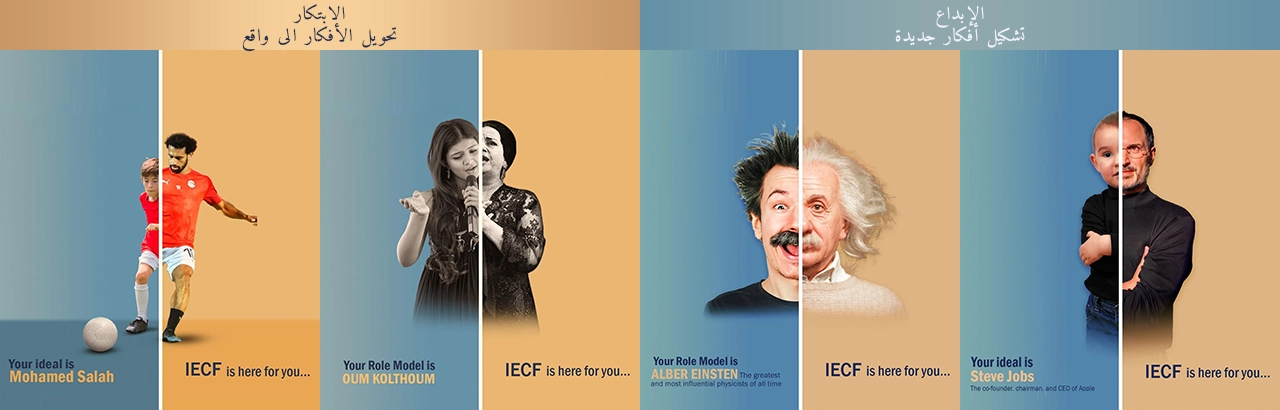 الابتكار
تحويل الأفكار الى واقع
الإبداع
تشكيل أفكار جديدة
Your ideal is
Mohamed Salah
IECF is here for you...
Your Role Model is
OUM KOLTHOUM
IECF is here for you...
Your Role Model is
ALBER EINSTEN The greatest
and most influential physicists of all time
IECF is here for you...
Your ideal is
Steve Jobs
The co-founder, chairman, and CEO of Apple
IECF is here for you...